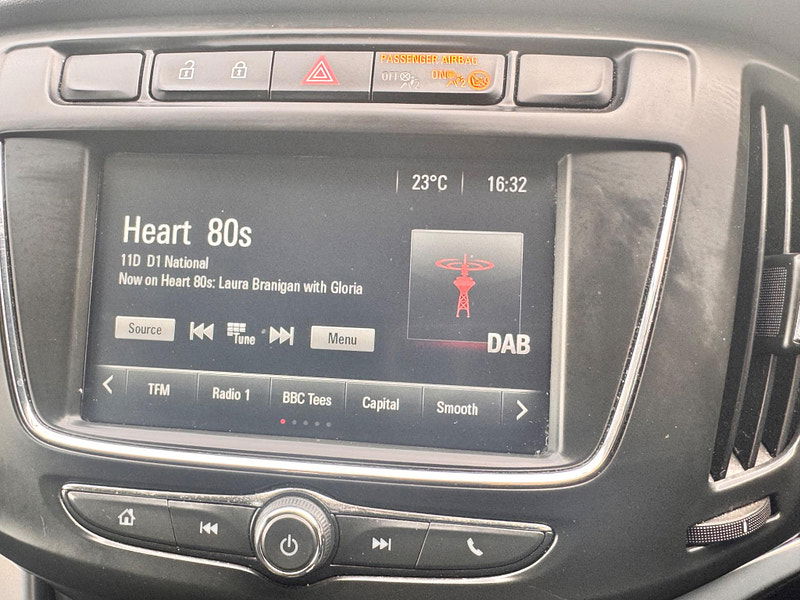 PASSENGER AIRBAG
OFF ON
23°C 16:32
Heart 80s
11D D1 National
Now on Heart 80s: Laura Branigan with Gloria
Source Tune Menu
DAB
TFM Radio 1 BBC Tees Capital Smooth